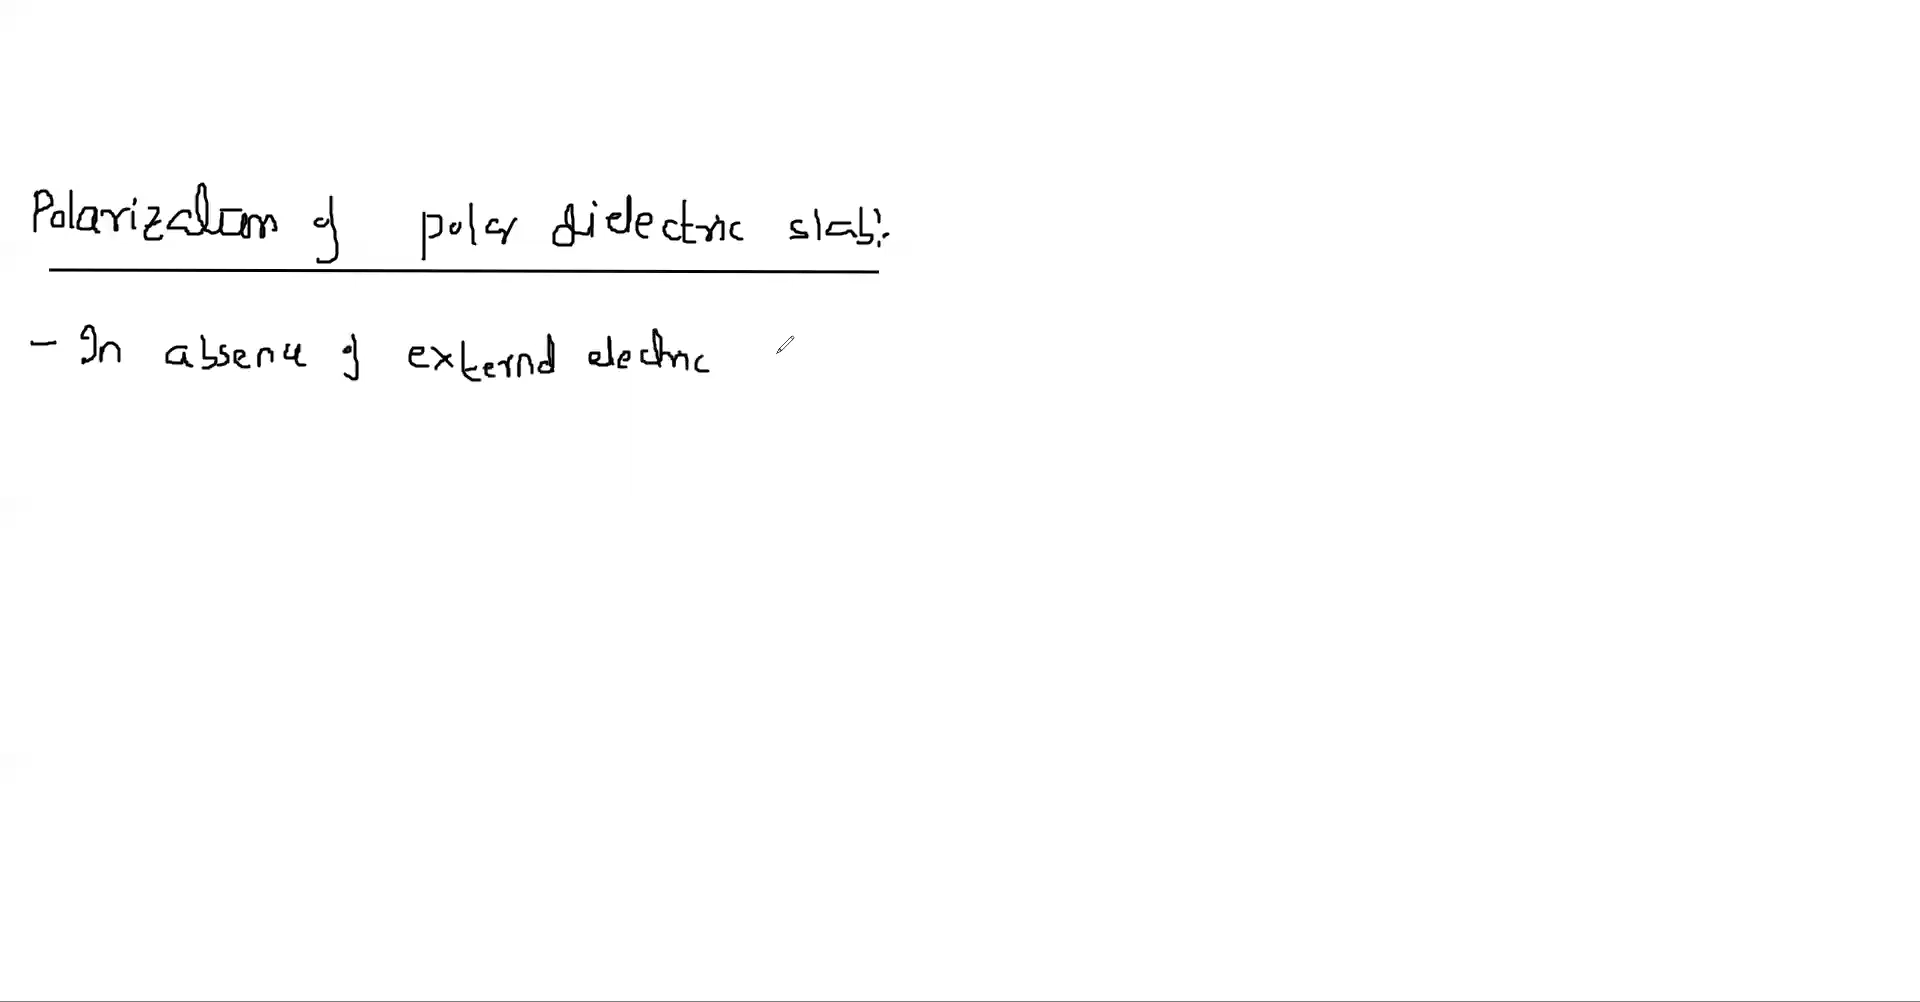 Polarization of polar dielectric slab:-
- In absence of external electric